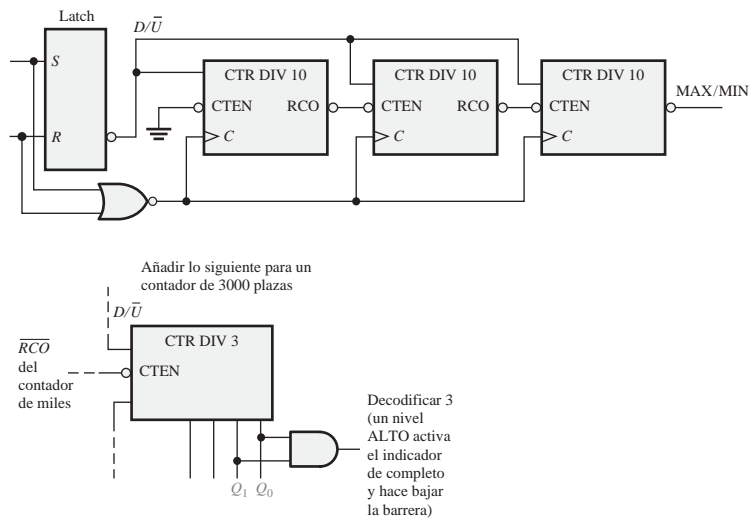 Latch
D/U̅
S
R
CTR DIV 10
CTEN
RCO
C
CTR DIV 10
CTEN
RCO
C
CTR DIV 10
CTEN
C
MAX/MIN
Añadir lo siguiente para un
contador de 3000 plazas
D/U̅
R̅C̅O̅
del
contador
de miles
CTR DIV 3
CTEN
Q1 Q0
Decodificar 3
(un nivel
ALTO activa
el indicador
de completo
y hace bajar
la barrera)